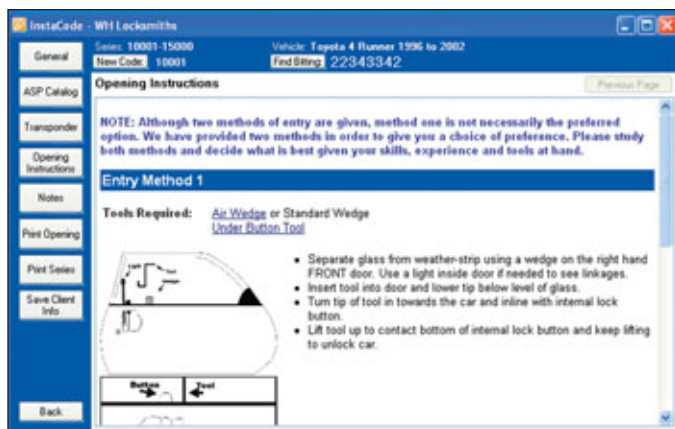 InstaCode - WH Locksmiths
General
Series: 10001-15000
Vehicle: Toyota 4 Runner 1996 to 2002
New Code: 10001
Find Bitting: 22343342
ASP Catalog
Opening Instructions
Previous Page
Transponder
NOTE: Although two methods of entry are given, method one is not necessarily the preferred
option. We have provided two methods in order to give you a choice of preference. Please study
both methods and decide what is best given your skills, experience and tools at hand.
Opening
Instructions
Entry Method 1
Notes
Tools Required: Air Wedge or Standard Wedge
Under Button Tool
Print Opening
Print Series
Save Client
Info
• Separate glass from weather-strip using a wedge on the right hand
FRONT door. Use a light inside door if needed to see linkages.
• Insert tool into door and lower tip below level of glass.
• Turn tip of tool in towards the car and inline with internal lock
button.
• Lift tool up to contact bottom of internal lock button and keep lifting
to unlock car.
Button
Tool
Back